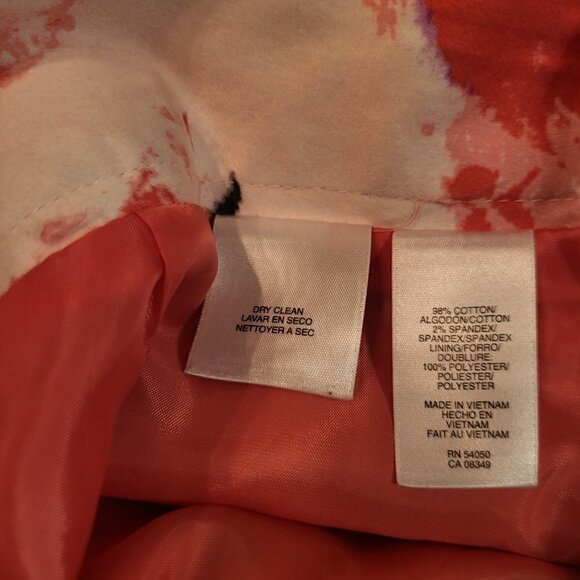 DRY CLEAN
LAVAR EN SECO
NETTOYER A SEC
98% COTTON/
ALGODON/COTTON
2% SPANDEX/
SPANDEX/SPANDEX
LINING/FORRO/
DOUBLURE:
100% POLYESTER/
POLIESTER/
POLYESTER
MADE IN VIETNAM
HECHO EN
VIETNAM
FAIT AU VIETNAM
RN 54050
CA 08349